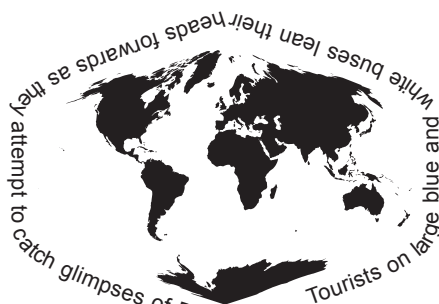 Tourists on large blue and white buses lean their heads forwards as they attempt to catch glimpses of